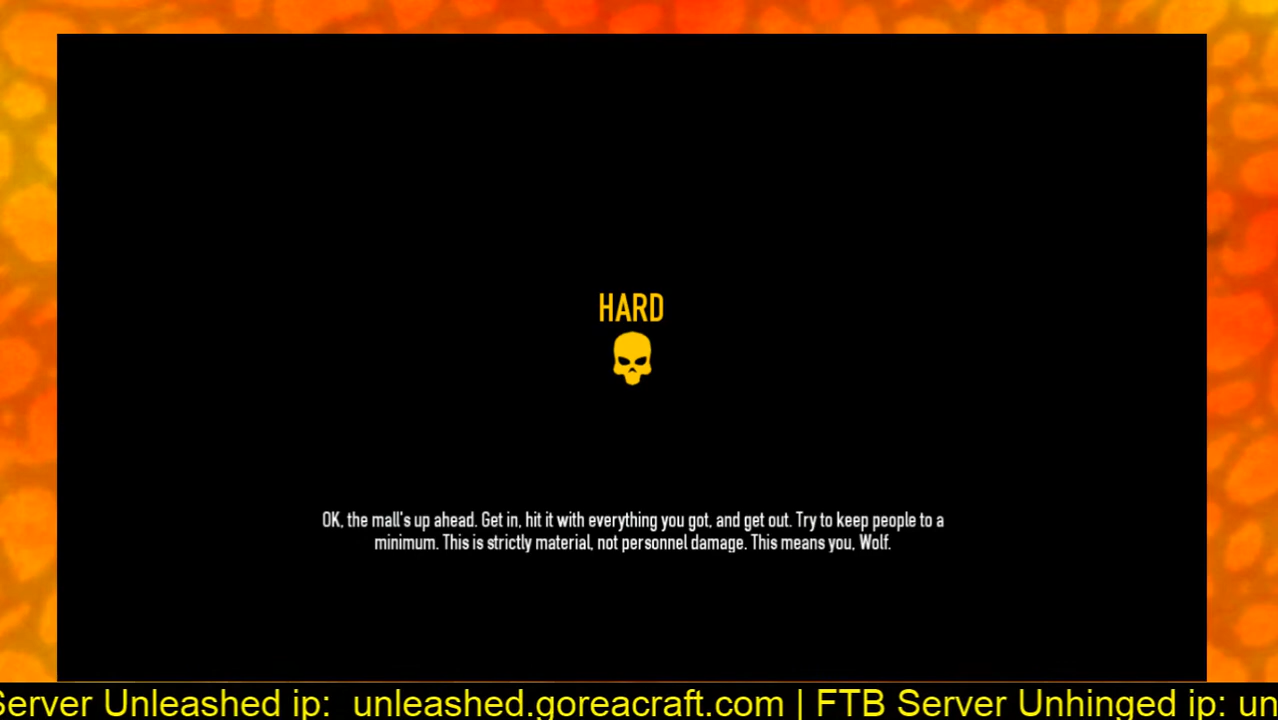 HARD
OK, the mall's up ahead. Get in, hit it with everything you got, and get out. Try to keep people to a
minimum. This is strictly material, not personnel damage. This means you, Wolf.
Server Unleashed ip: unleashed.goreacraft.com | FTB Server Unhinged ip: un